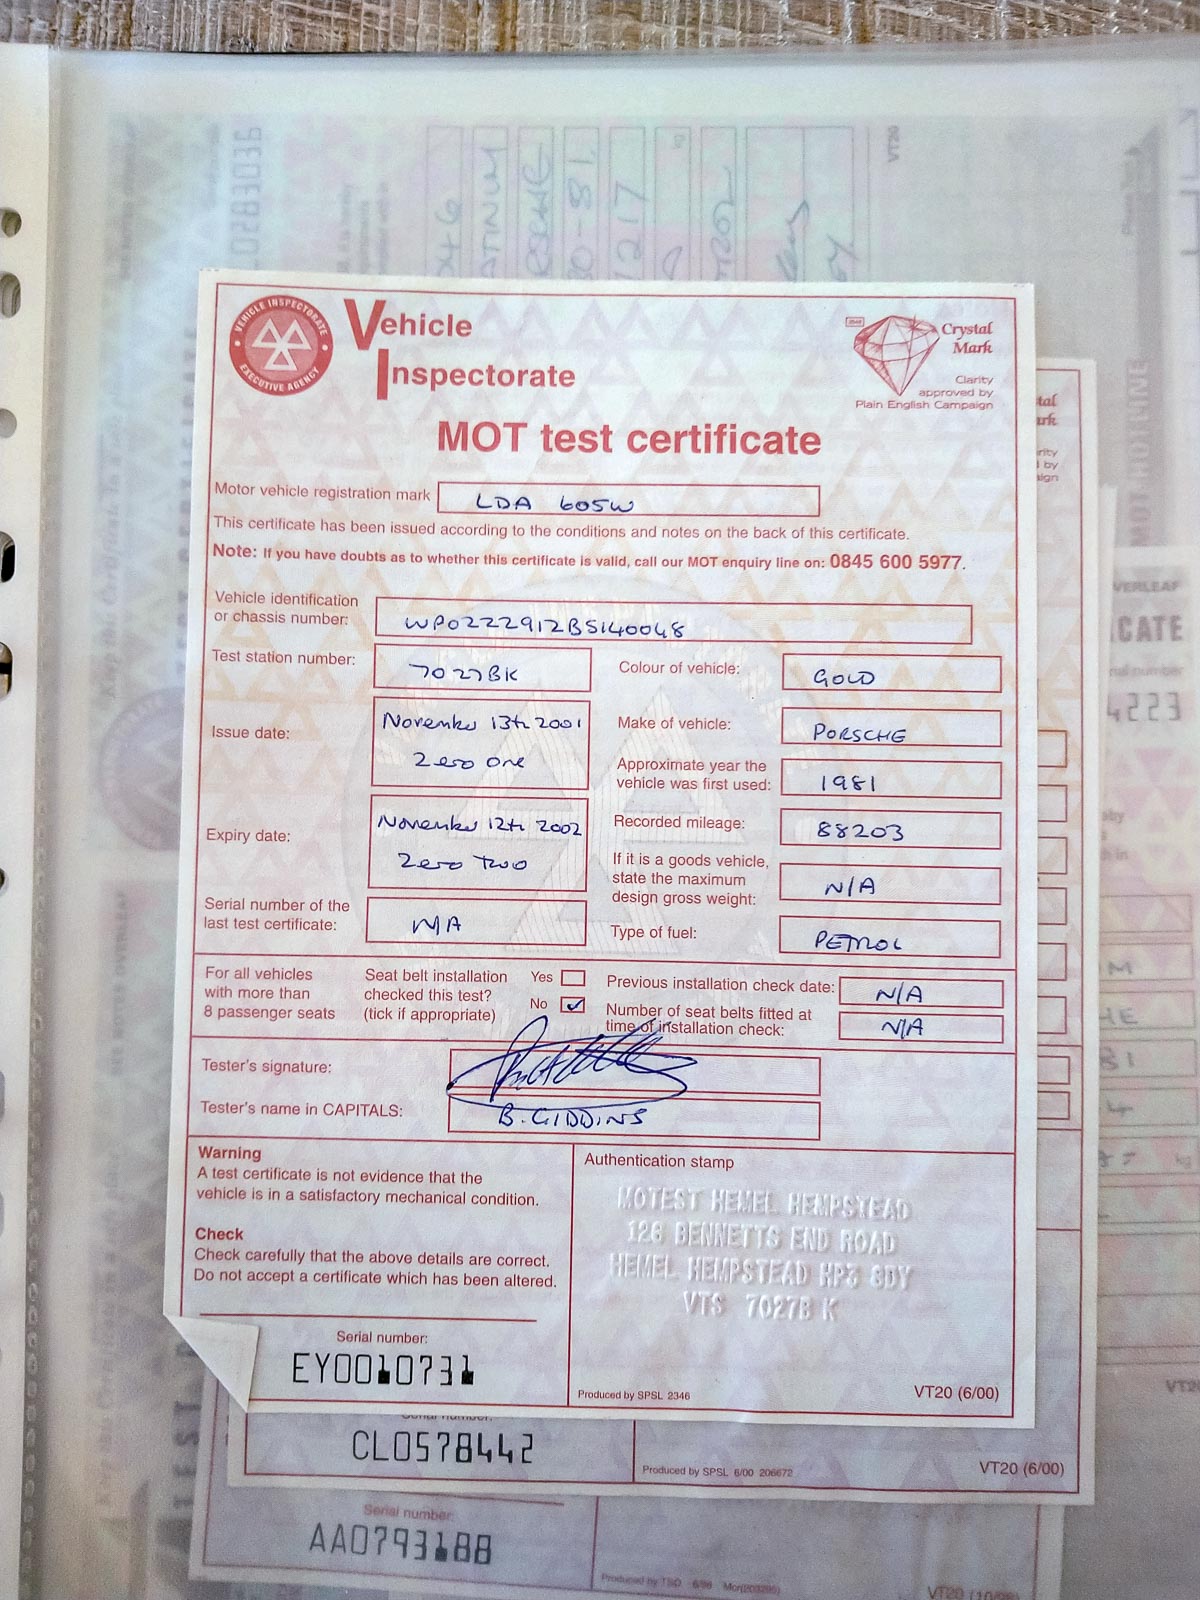 VEHICLE INSPECTORATE
EXECUTIVE AGENCY
Vehicle
Inspectorate
Crystal
Mark
Clarity
approved by
Plain English Campaign
MOT test certificate
Motor vehicle registration mark LDA 605W
This certificate has been issued according to the conditions and notes on the back of this certificate.
Note: If you have doubts as to whether this certificate is valid, call our MOT enquiry line on: 0845 600 5977.
Vehicle identification
or chassis number: WP0ZZZ91ZBS140048
Test station number: 7027BK
Colour of vehicle: GOLD
Issue date: November 13th 2001
Zero One
Make of vehicle: PORSCHE
Approximate year the
vehicle was first used: 1981
Expiry date: November 12th 2002
Zero Two
Recorded mileage: 88203
If it is a goods vehicle,
state the maximum
design gross weight: N/A
Serial number of the
last test certificate: N/A
Type of fuel: PETROL
For all vehicles
with more than
8 passenger seats
Seat belt installation
checked this test?
(tick if appropriate)
Yes
No
Previous installation check date: N/A
Number of seat belts fitted at
time of installation check: N/A
Tester's signature:
Tester's name in CAPITALS: B. GIDDINS
Warning
A test certificate is not evidence that the
vehicle is in a satisfactory mechanical condition.
Check
Check carefully that the above details are correct.
Do not accept a certificate which has been altered.
Authentication stamp
MOTEST HEMEL HEMPSTEAD
126 BENNETTS END ROAD
HEMEL HEMPSTEAD HP3 8DY
VTS 7027B K
Serial number:
EY0010731
Produced by SPSL 2346
VT20 (6/00)
Serial number:
CL0578442
Produced by SPSL 6/00 206672
VT20 (6/00)
Serial number:
AA0793188